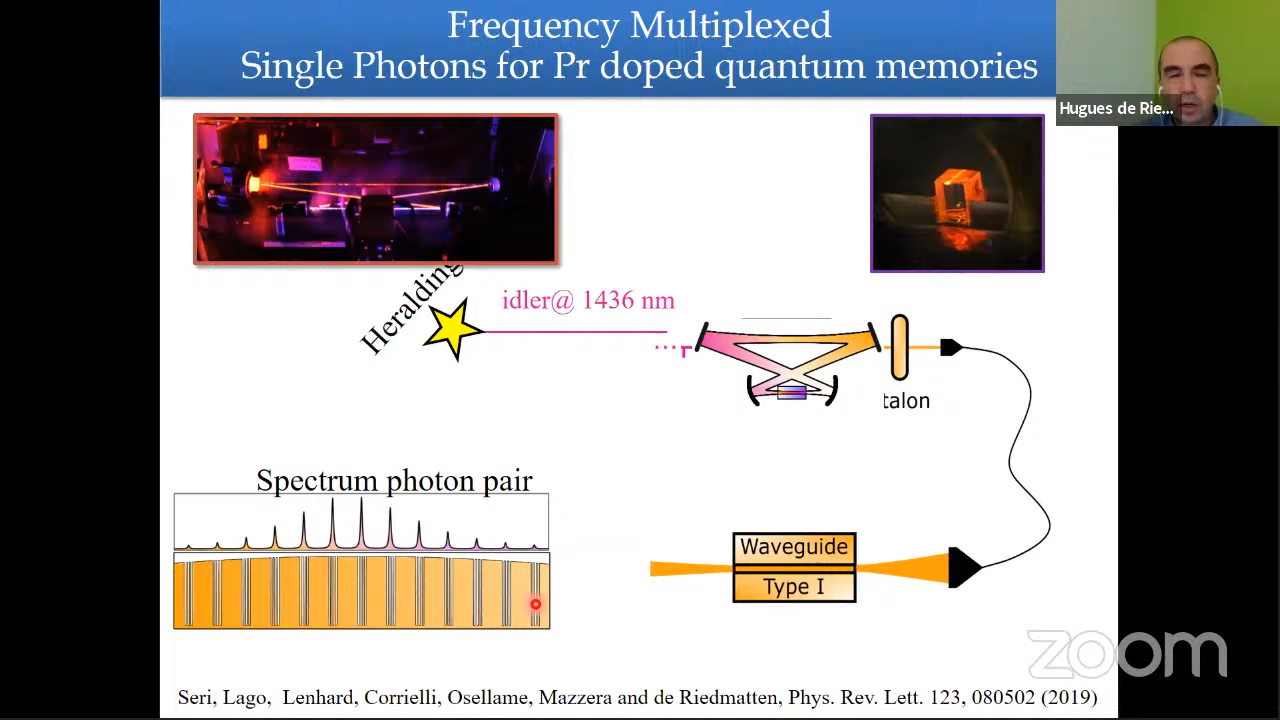 Frequency Multiplexed
Single Photons for Pr doped quantum memories
Hugues de Rie...
Heralding
idler@ 1436 nm
talon
Spectrum photon pair
Waveguide
Type I
zoom
Seri, Lago, Lenhard, Corrielli, Osellame, Mazzera and de Riedmatten, Phys. Rev. Lett. 123, 080502 (2019)